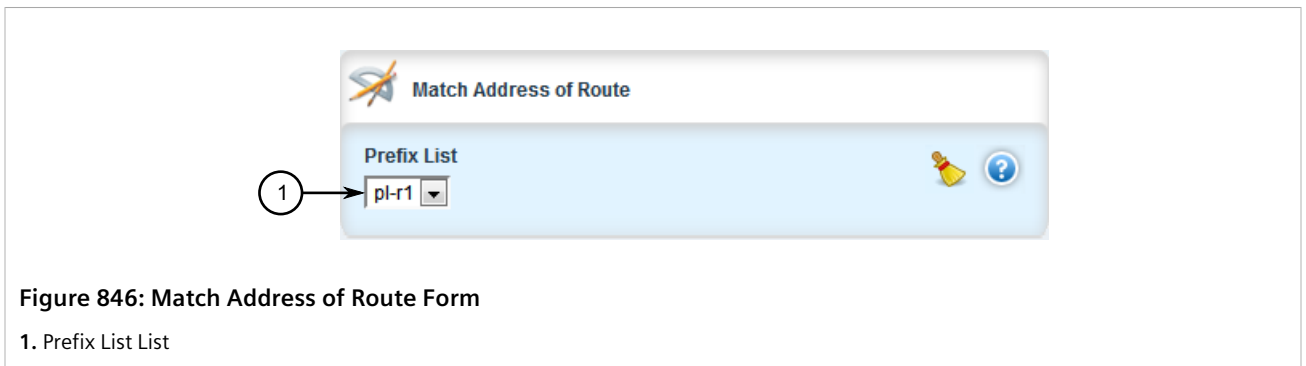 Match Address of Route
Prefix List
1
pl-r1
?
Figure 846: Match Address of Route Form
1. Prefix List List